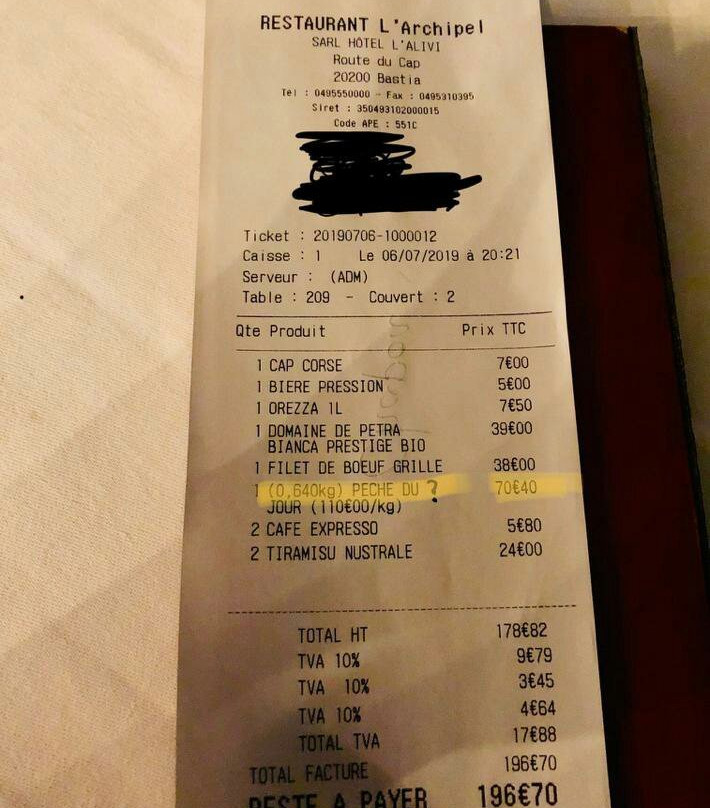 RESTAURANT L'Archipel
SARL HÔTEL L'ALIVI
Route du Cap
20200 Bastia
Tel : 0495550000 - Fax : 0495310395
Siret : 350493102000015
Code APE : 551C
Ticket : 20190706-1000012
Caisse : 1 Le 06/07/2019 à 20:21
Serveur : (ADM)
Table : 209 - Couvert : 2
Qte Produit Prix TTC
1 CAP CORSE 7€00
1 BIERE PRESSION 5€00
1 OREZZA 1L 7€50
1 DOMAINE DE PETRA 39€00
BIANCA PRESTIGE BIO
1 FILET DE BOEUF GRILLE 38€00
1 (0,640kg) PECHE DU ? 70€40
JOUR (110€00/kg)
2 CAFE EXPRESSO 5€80
2 TIRAMISU NUSTRALE 24€00
TOTAL HT 178€82
TVA 10% 9€79
TVA 10% 3€45
TVA 10% 4€64
TOTAL TVA 17€88
TOTAL FACTURE 196€70
RESTE A PAYER 196€70